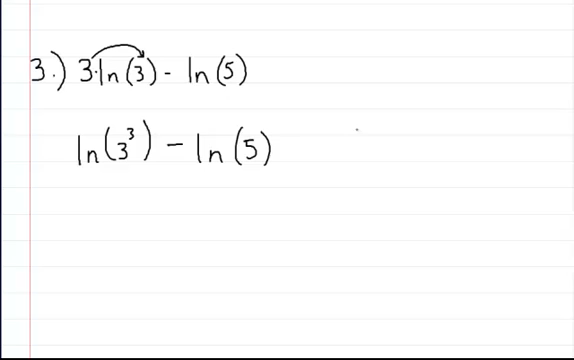 3.) 3·ln(3) - ln(5)
ln(3³) - ln(5)